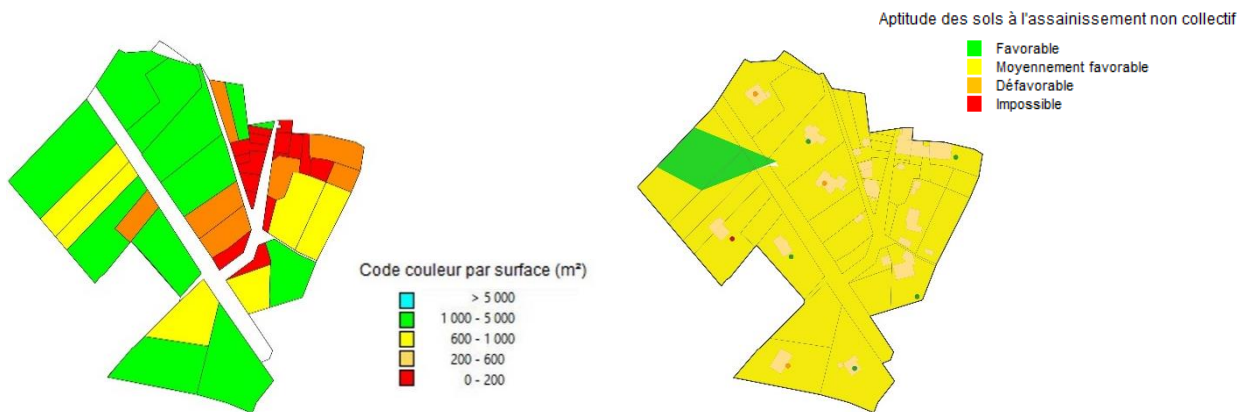 Aptitude des sols à l'assainissement non collectif
Favorable
Moyennement favorable
Défavorable
Impossible
Code couleur par surface (m²)
> 5 000
1 000 - 5 000
600 - 1 000
200 - 600
0 - 200